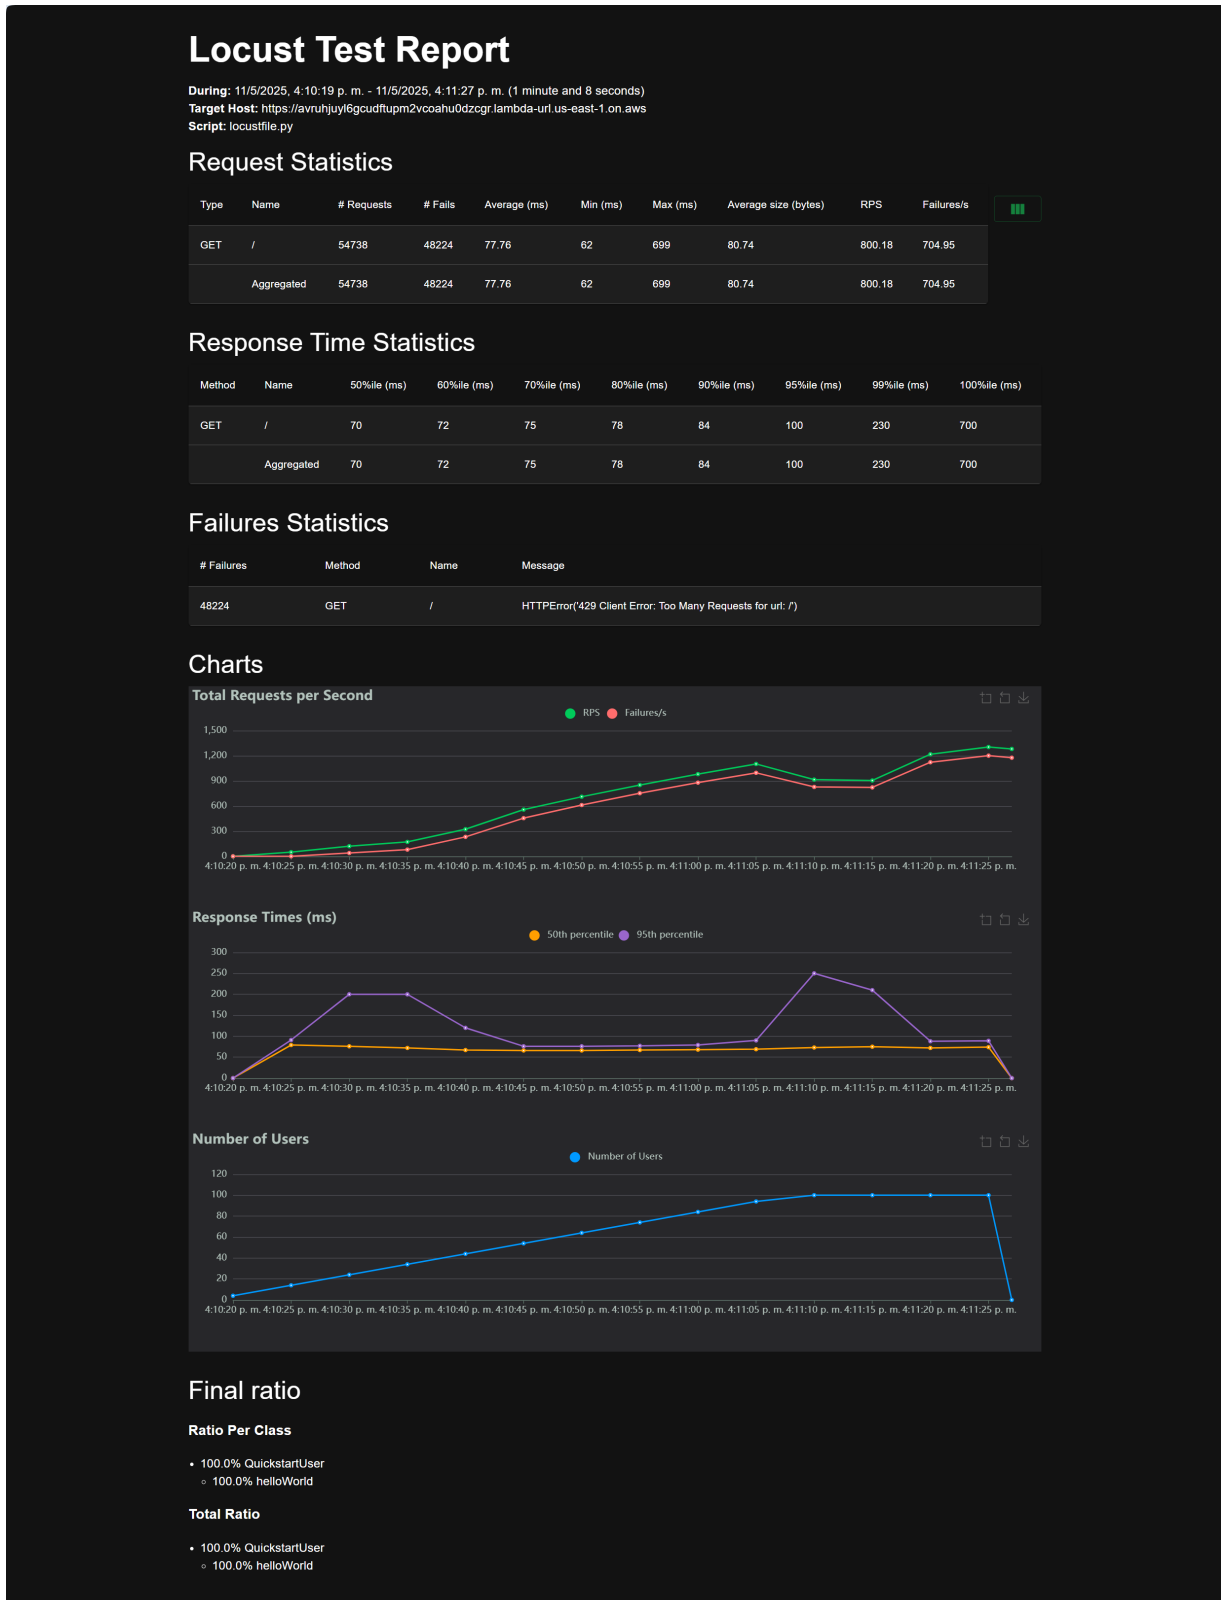 Locust Test Report
During: 11/5/2025, 4:10:19 p. m. - 11/5/2025, 4:11:27 p. m. (1 minute and 8 seconds)
Target Host: https://avruhjuyl6gcudftupm2vcoahu0dzcgr.lambda-url.us-east-1.on.aws
Script: locustfile.py
Request Statistics
Type Name # Requests # Fails Average (ms) Min (ms) Max (ms) Average size (bytes) RPS Failures/s
GET / 54738 48224 77.76 62 699 80.74 800.18 704.95
Aggregated 54738 48224 77.76 62 699 80.74 800.18 704.95
Response Time Statistics
Method Name 50%ile (ms) 60%ile (ms) 70%ile (ms) 80%ile (ms) 90%ile (ms) 95%ile (ms) 99%ile (ms) 100%ile (ms)
GET / 70 72 75 78 84 100 230 700
Aggregated 70 72 75 78 84 100 230 700
Failures Statistics
# Failures Method Name Message
48224 GET / HTTPError('429 Client Error: Too Many Requests for url: /')
Charts
Total Requests per Second
RPS Failures/s
1,500
1,200
900
600
300
0
4:10:20 p. m. 4:10:25 p. m. 4:10:30 p. m. 4:10:35 p. m. 4:10:40 p. m. 4:10:45 p. m. 4:10:50 p. m. 4:10:55 p. m. 4:11:00 p. m. 4:11:05 p. m. 4:11:10 p. m. 4:11:15 p. m. 4:11:20 p. m. 4:11:25 p. m.
Response Times (ms)
50th percentile 95th percentile
300
250
200
150
100
50
0
4:10:20 p. m. 4:10:25 p. m. 4:10:30 p. m. 4:10:35 p. m. 4:10:40 p. m. 4:10:45 p. m. 4:10:50 p. m. 4:10:55 p. m. 4:11:00 p. m. 4:11:05 p. m. 4:11:10 p. m. 4:11:15 p. m. 4:11:20 p. m. 4:11:25 p. m.
Number of Users
Number of Users
120
100
80
60
40
20
0
4:10:20 p. m. 4:10:25 p. m. 4:10:30 p. m. 4:10:35 p. m. 4:10:40 p. m. 4:10:45 p. m. 4:10:50 p. m. 4:10:55 p. m. 4:11:00 p. m. 4:11:05 p. m. 4:11:10 p. m. 4:11:15 p. m. 4:11:20 p. m. 4:11:25 p. m.
Final ratio
Ratio Per Class
• 100.0% QuickstartUser
◦ 100.0% helloWorld
Total Ratio
• 100.0% QuickstartUser
◦ 100.0% helloWorld